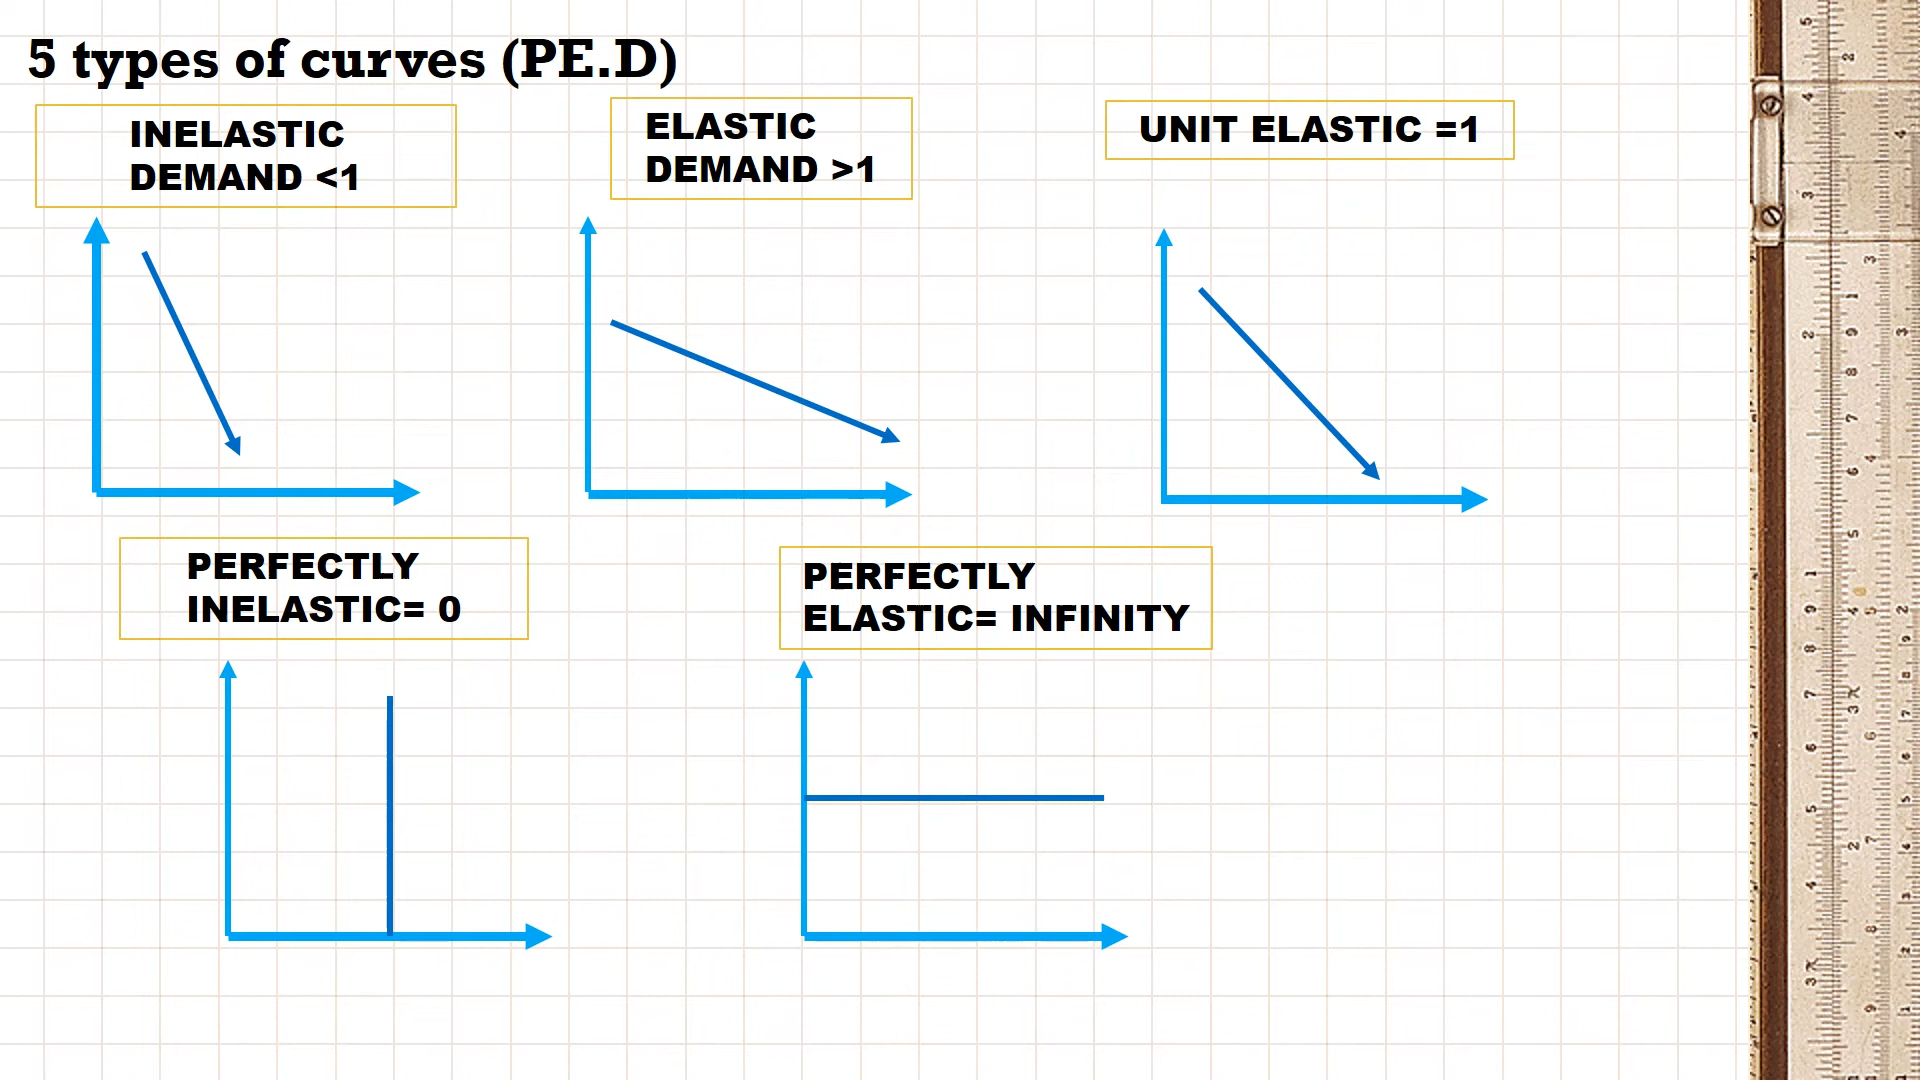 5 types of curves (PE.D)
INELASTIC
DEMAND <1
ELASTIC
DEMAND >1
UNIT ELASTIC =1
PERFECTLY
INELASTIC= 0
PERFECTLY
ELASTIC= INFINITY